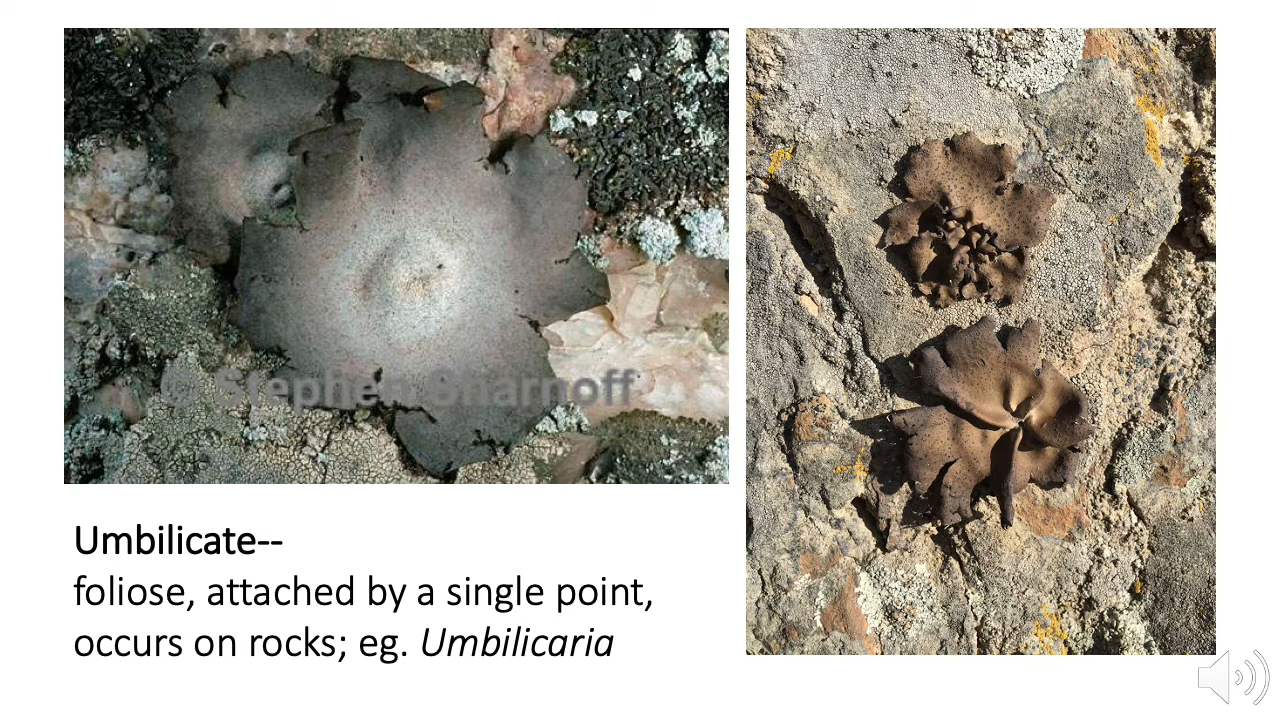 © Stephen Sharnoff
Umbilicate--
foliose, attached by a single point,
occurs on rocks; eg. Umbilicaria